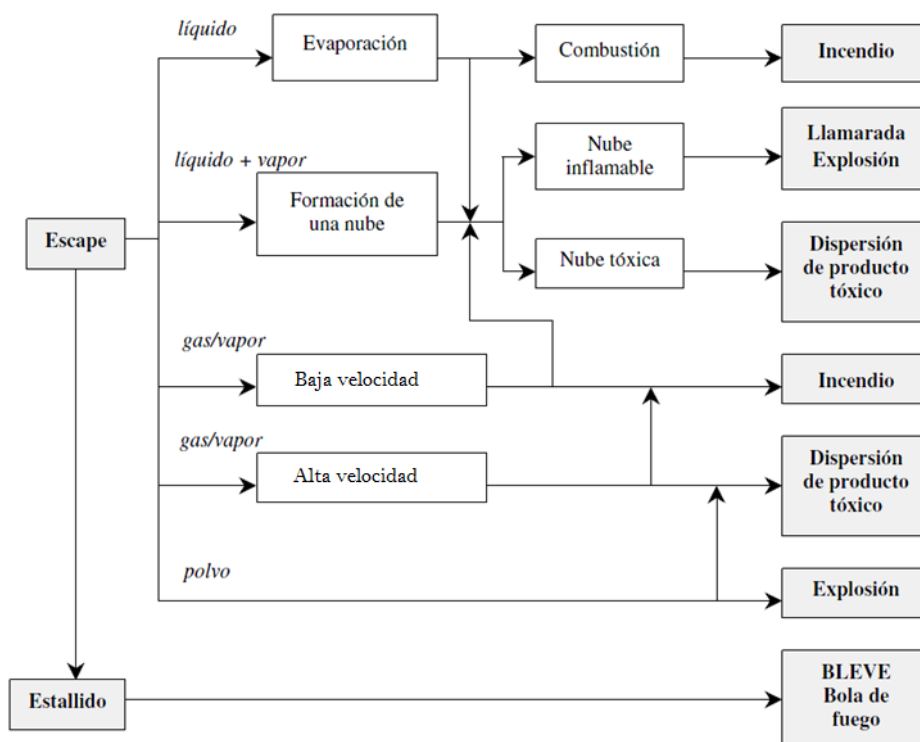 líquido
Evaporación
Combustión
Incendio
líquido + vapor
Formación de
una nube
Nube
inflamable
Llamarada
Explosión
Escape
Nube tóxica
Dispersión
de producto
tóxico
gas/vapor
Baja velocidad
Incendio
gas/vapor
Alta velocidad
Dispersión
de producto
tóxico
polvo
Explosión
Estallido
BLEVE
Bola de
fuego